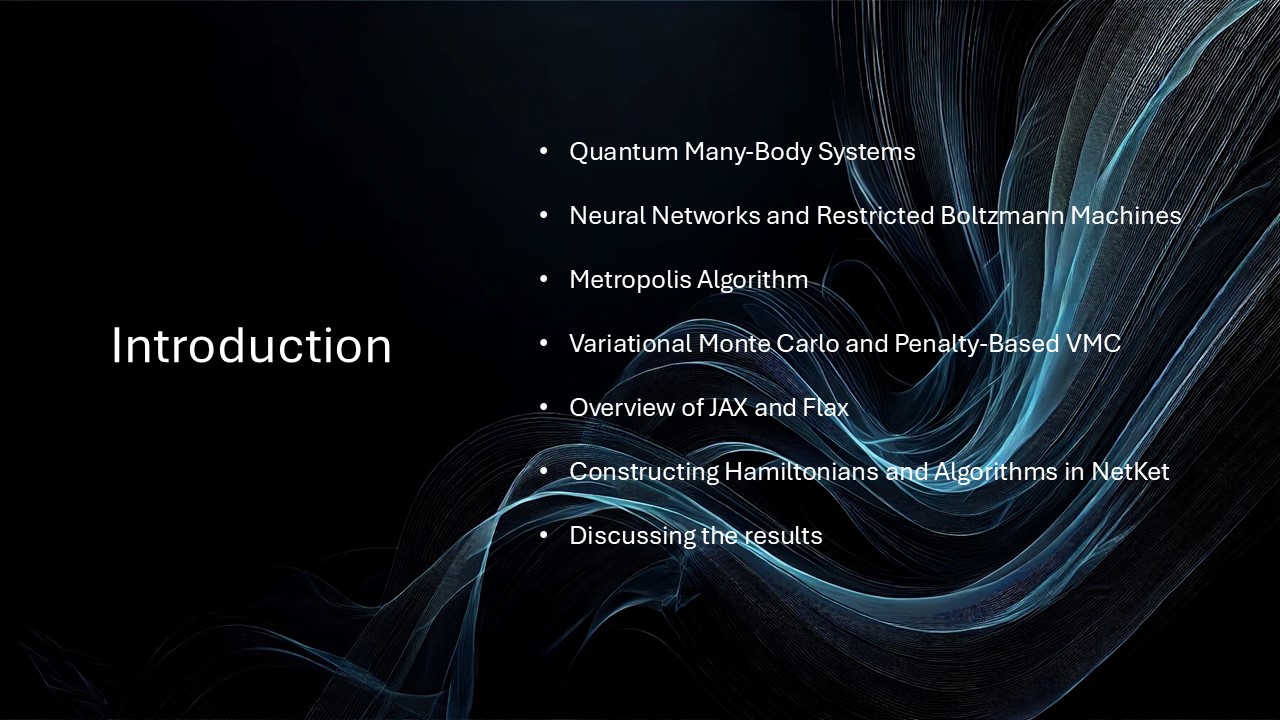 Introduction
• Quantum Many-Body Systems
• Neural Networks and Restricted Boltzmann Machines
• Metropolis Algorithm
• Variational Monte Carlo and Penalty-Based VMC
• Overview of JAX and Flax
• Constructing Hamiltonians and Algorithms in NetKet
• Discussing the results